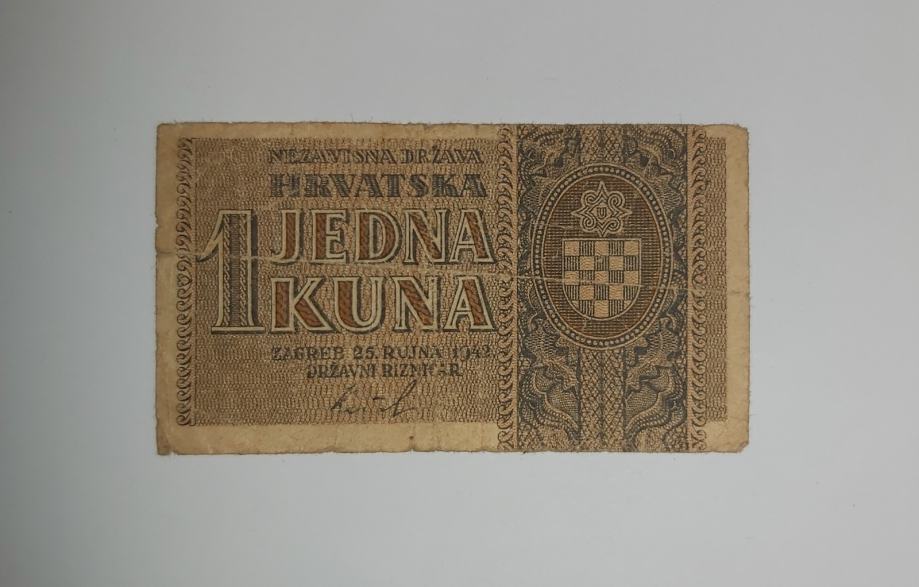 NEZAVISNA DRŽAVA
HRVATSKA
1 JEDNA
KUNA
ZAGREB 25. RUJNA 1942.
DRŽAVNI RIZNIČAR
U